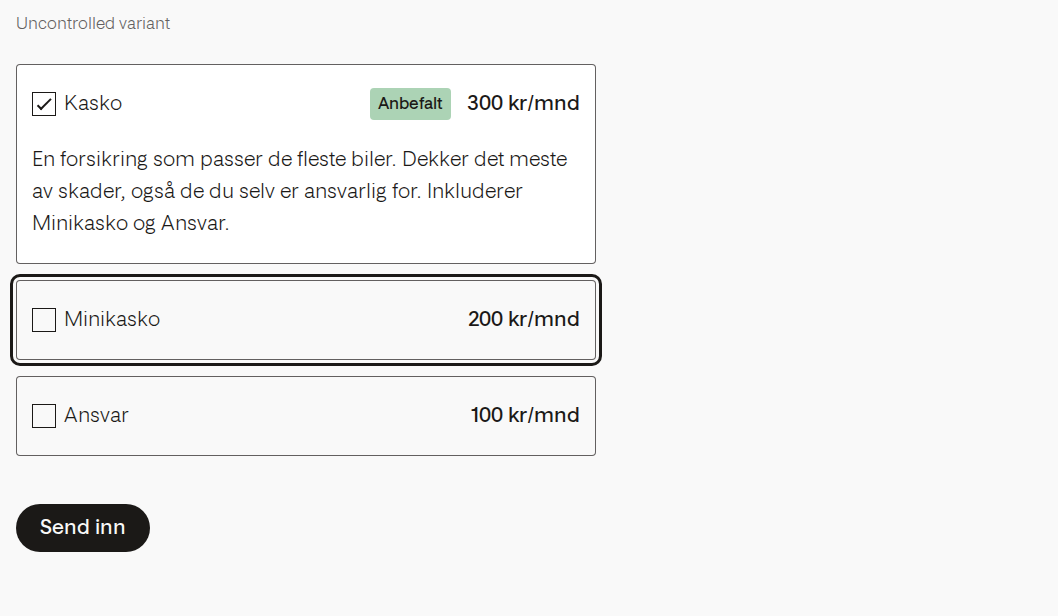 Uncontrolled variant
Kasko Anbefalt 300 kr/mnd
En forsikring som passer de fleste biler. Dekker det meste
av skader, også de du selv er ansvarlig for. Inkluderer
Minikasko og Ansvar.
Minikasko 200 kr/mnd
Ansvar 100 kr/mnd
Send inn